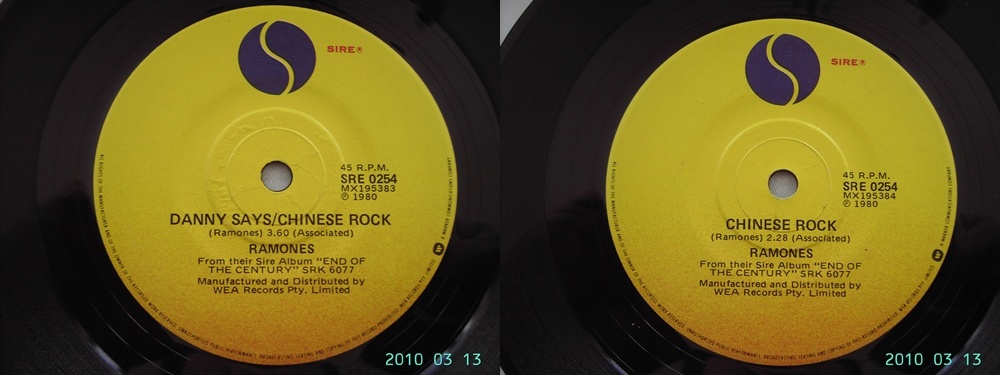 SIRE®
45 R.P.M.
SRE 0254
MX195383
℗ 1980
DANNY SAYS/CHINESE ROCK
(Ramones) 3.60 (Associated)
RAMONES
From their Sire Album "END OF
THE CENTURY" SRK 6077
Manufactured and Distributed by
WEA Records Pty. Limited
2010 03 13
SIRE®
45 R.P.M.
SRE 0254
MX195384
℗ 1980
CHINESE ROCK
(Ramones) 2.28 (Associated)
RAMONES
From their Sire Album "END OF
THE CENTURY" SRK 6077
Manufactured and Distributed by
WEA Records Pty. Limited
2010 03 13